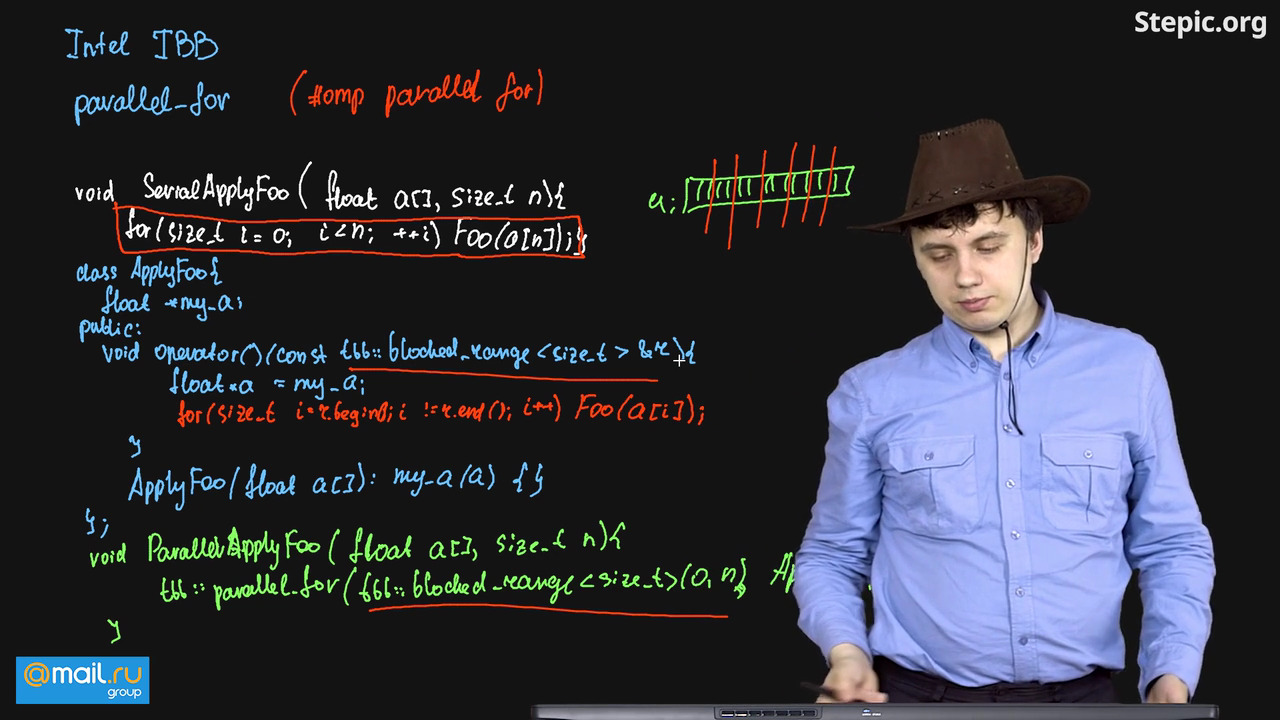 Stepic.org
Intel TBB
parallel_for (#omp parallel for)
void SerialApplyFoo ( float a[], size_t n){
for(size_t i=0; i<n; ++i) Foo(a[n]);}
a:
class ApplyFoo{
float *my_a;
public:
void operator()(const tbb::blocked_range<size_t> &r){
float*a = my_a;
for(size_t i=r.begin(); i !=r.end(); i++) Foo(a[i]);
}
ApplyFoo(float a[]): my_a(a) {}
};
void ParallelApplyFoo ( float a[], size_t n){
tbb::parallel_for(tbb::blocked_range<size_t>(0, n),
}
@mail.ru
group